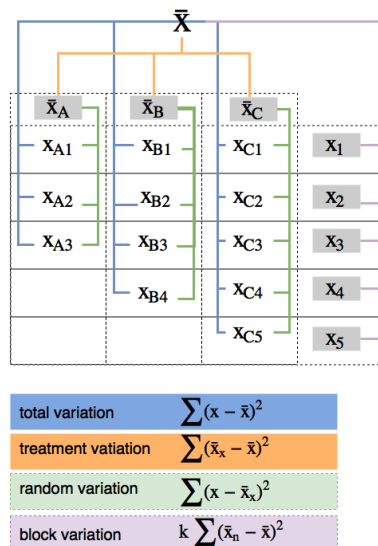 X̄
x̄A x̄B x̄C
xA1 xB1 xC1 x1
xA2 xB2 xC2 x2
xA3 xB3 xC3 x3
xB4 xC4 x4
xC5 x5
total variation ∑(x − x̄)²
treatment vatiation ∑(x̄x − x̄)²
random variation ∑(x − x̄x)²
block variation k ∑(x̄n − x̄)²